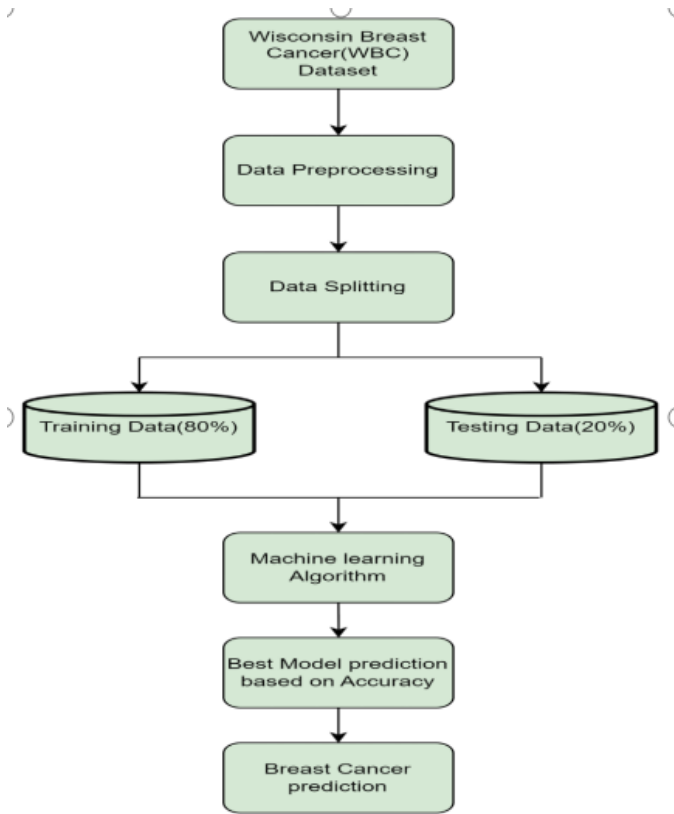 Wisconsin Breast
Cancer(WBC)
Dataset
Data Preprocessing
Data Splitting
Training Data(80%)
Testing Data(20%)
Machine learning
Algorithm
Best Model prediction
based on Accuracy
Breast Cancer
prediction